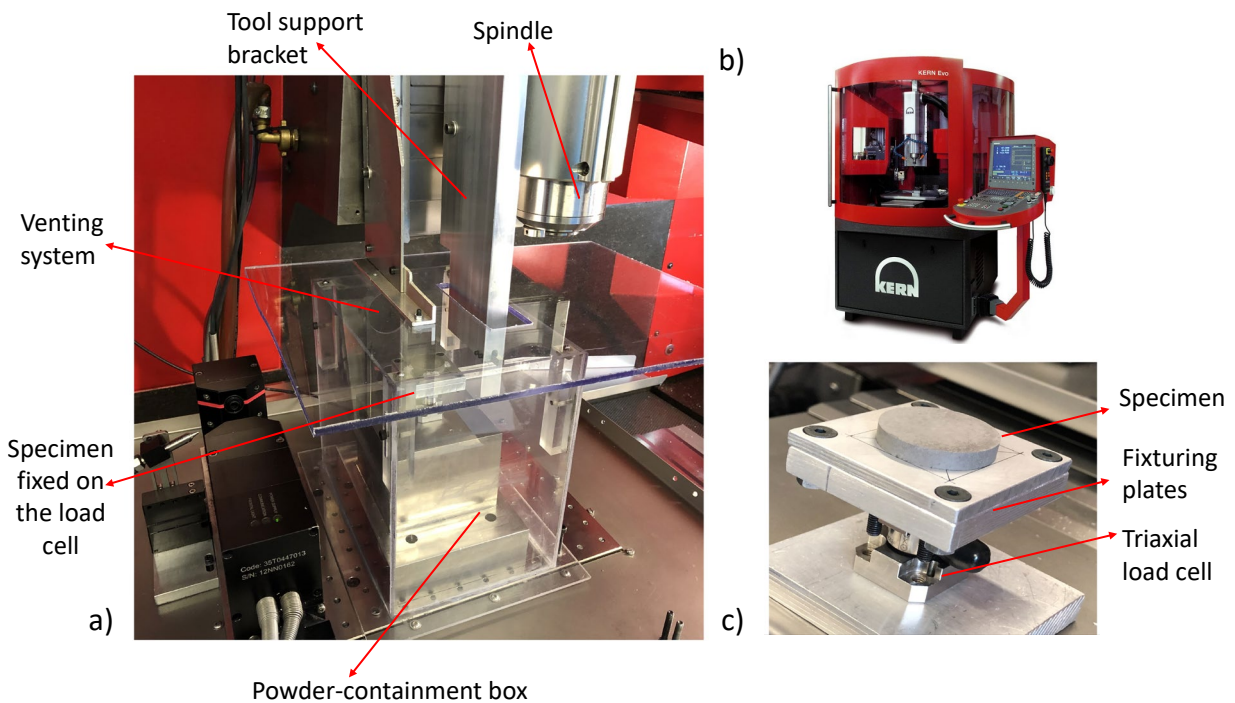 Tool support
bracket
Spindle
b)
KERN Evo
Venting
system
KERN
Specimen
fixed on
the load
cell
Code: 35T0447013
S/N: 12NN0162
a)
Powder-containment box
Specimen
Fixturing
plates
Triaxial
load cell
c)